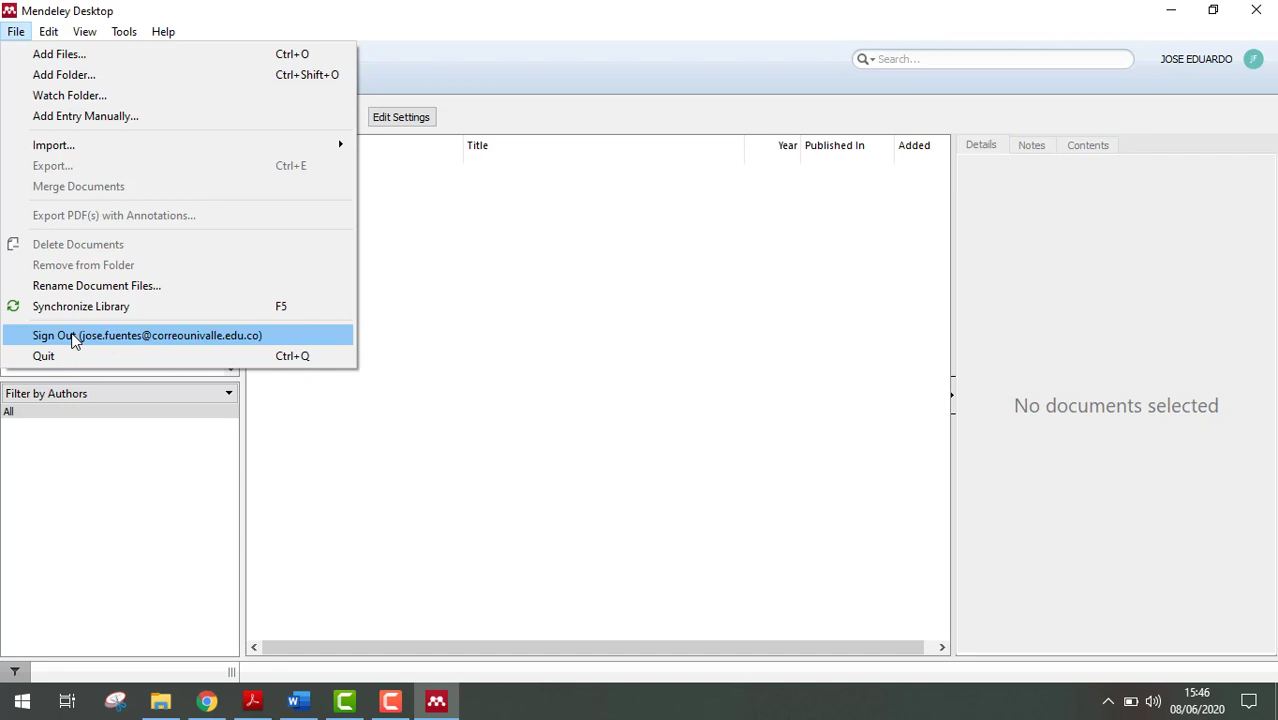 Mendeley Desktop
File Edit View Tools Help
Add Files... Ctrl+O
Add Folder... Ctrl+Shift+O
Watch Folder...
Add Entry Manually...
Import...
Export... Ctrl+E
Merge Documents
Export PDF(s) with Annotations...
Delete Documents
Remove from Folder
Rename Document Files...
Synchronize Library F5
Sign Out (jose.fuentes@correounivalle.edu.co)
Quit Ctrl+Q
Search... JOSE EDUARDO JF
Edit Settings
Title Year Published In Added
Details Notes Contents
No documents selected
Filter by Authors
All
15:46
08/06/2020